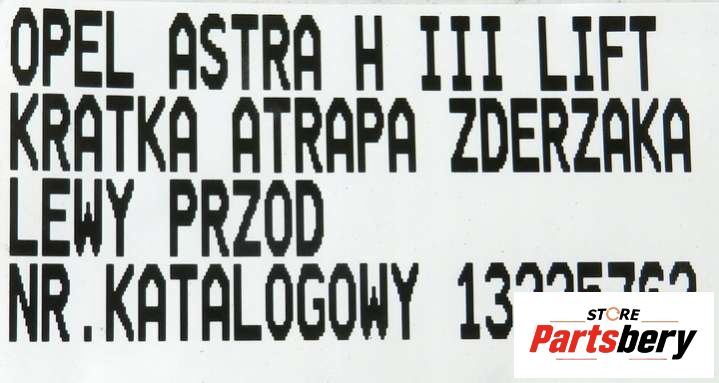 OPEL ASTRA H III LIFT
KRATKA ATRAPA ZDERZAKA
LEWY PRZOD
NR.KATALOGOWY
STORE
Partsbery